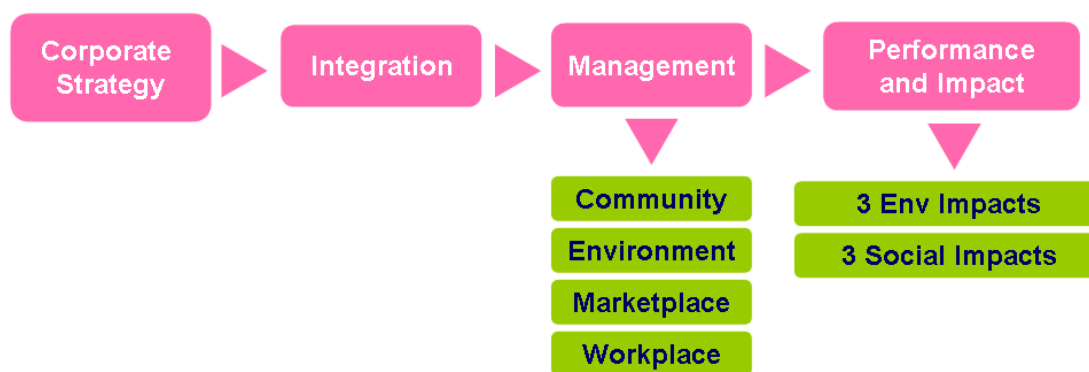 Corporate
Strategy
Integration
Management
Performance
and Impact
Community
Environment
Marketplace
Workplace
3 Env Impacts
3 Social Impacts